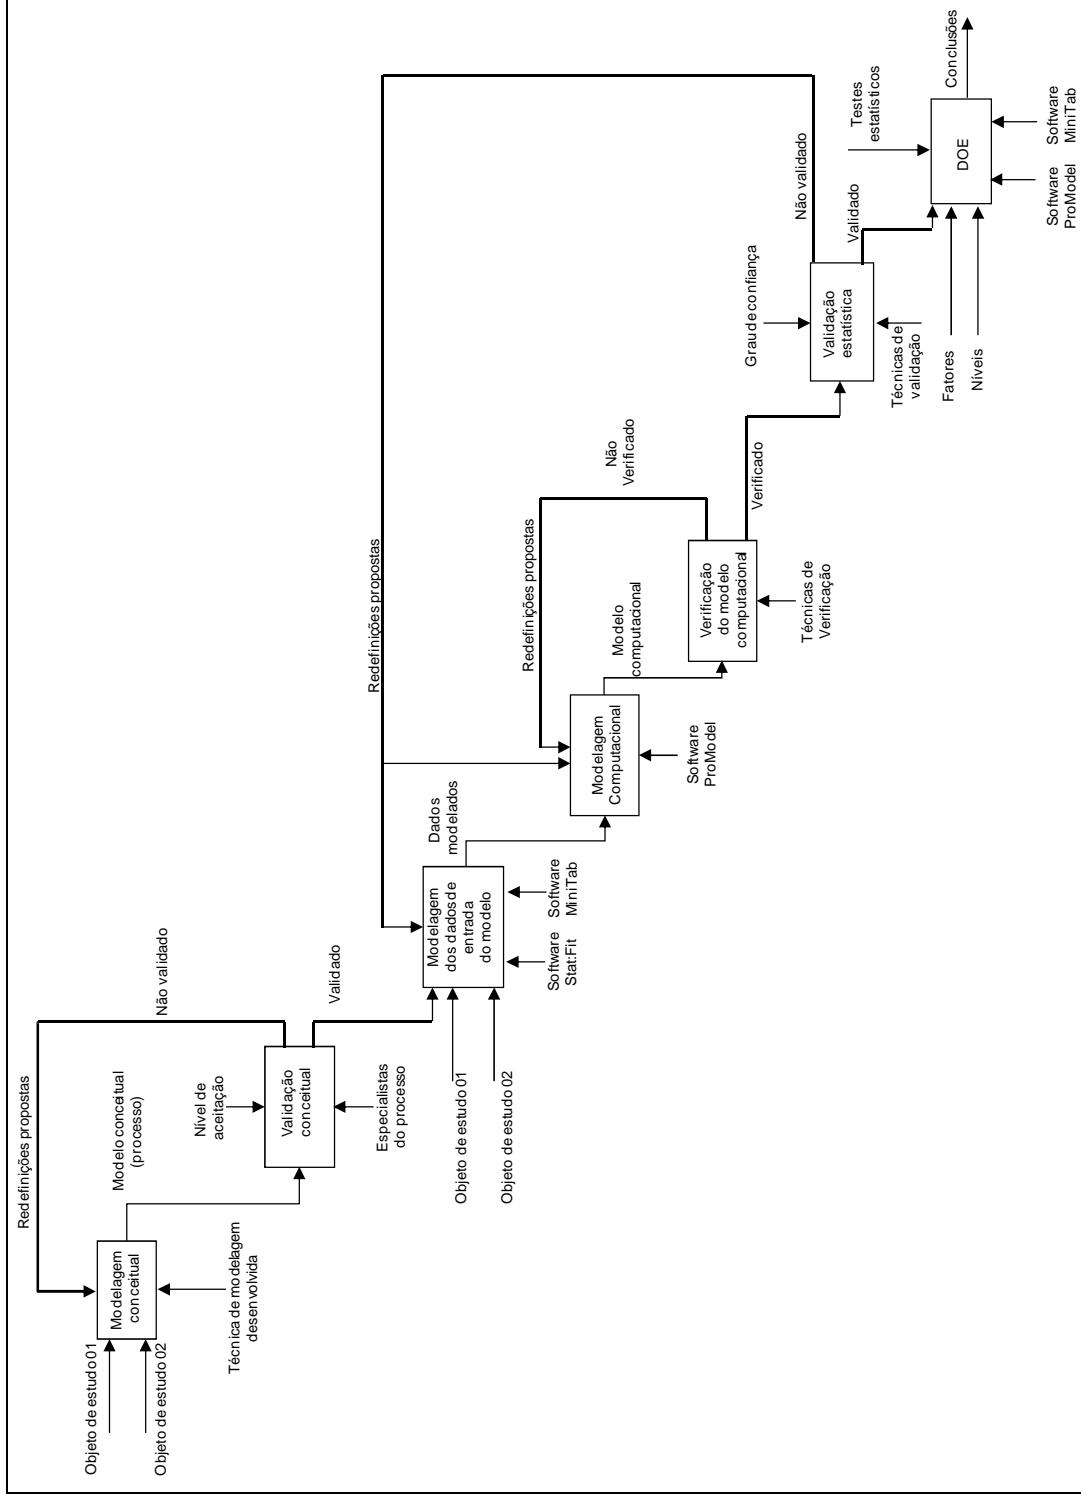 Objeto de estudo 01
Objeto de estudo 02
Redefinições propostas
Modelagem
conceitual
Técnica de modelagem
desenvolvida
Modelo conceitual
(processo)
Não validado
Nível de
aceitação
Validação
conceitual
Especialistas
do processo
Validado
Objeto de estudo 01
Objeto de estudo 02
Redefinições propostas
Modelagem
dos dados de
entrada
do modelo
Software
Stat:Fit
Software
MiniTab
Dados
modelados
Redefinições propostas
Modelagem
Computacional
Software
ProModel
Modelo
computacional
Não
Verificado
Verificação
do modelo
computacional
Técnicas de
Verificação
Verificado
Grau de confiança
Não validado
Validação
estatística
Técnicas de
validação
Validado
Fatores
Níveis
Testes
estatísticos
DOE
Software
ProModel
Software
MiniTab
Conclusões